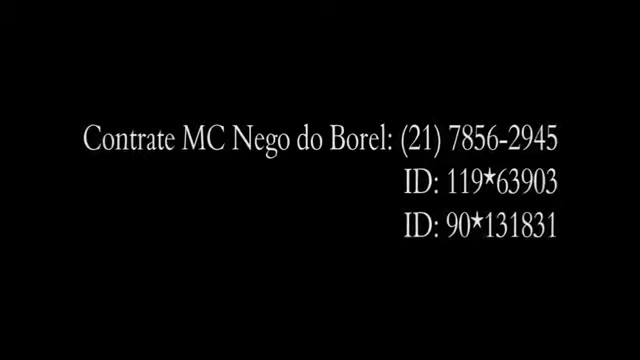 Contrate MC Nego do Borel: (21) 7856-2945
ID: 119*63903
ID: 90*131831